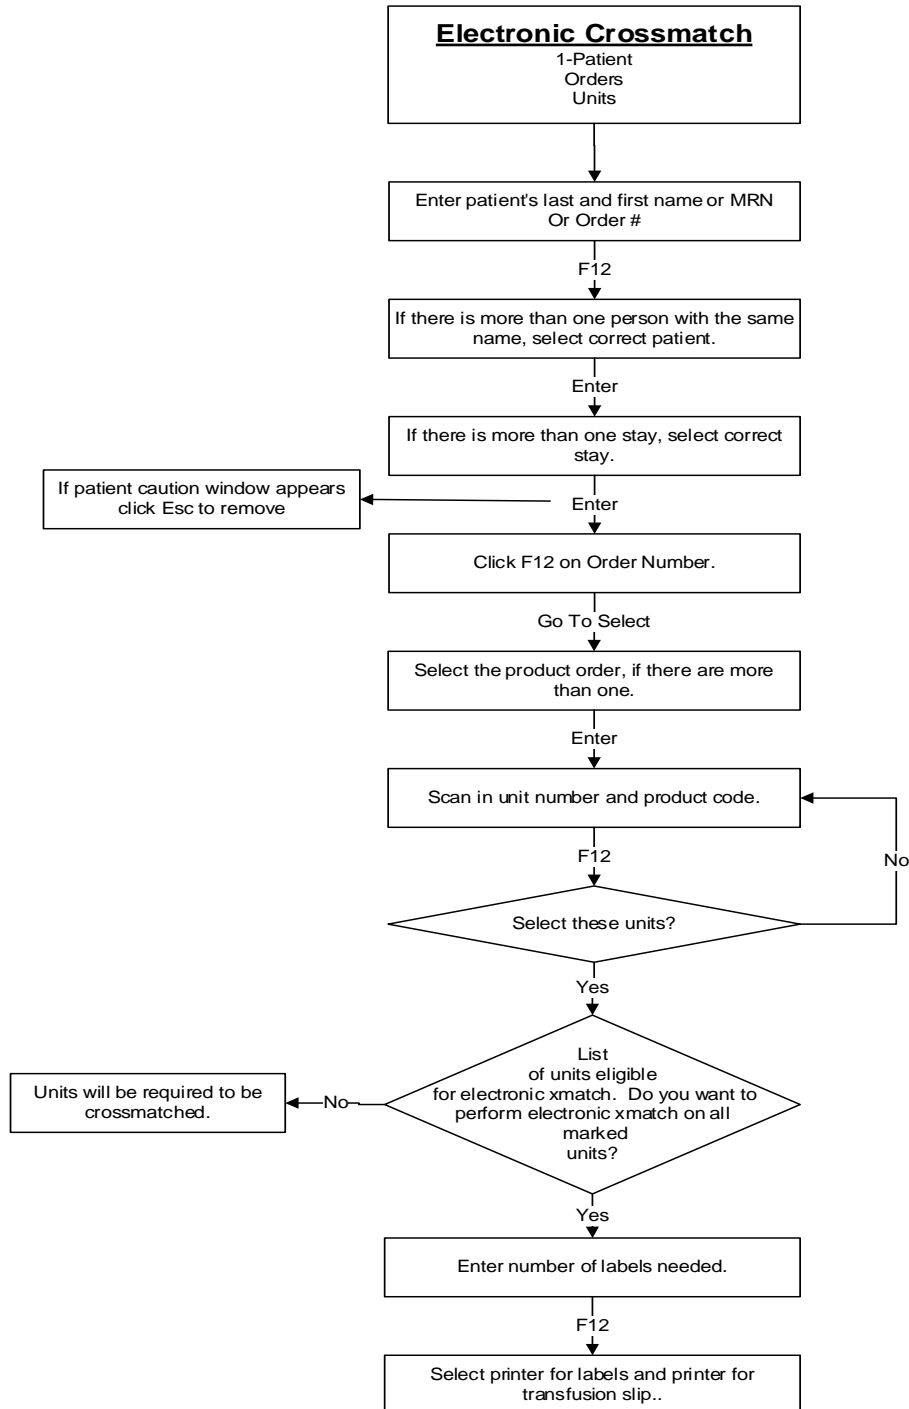 Electronic Crossmatch
1-Patient
Orders
Units
Enter patient's last and first name or MRN
Or Order #
F12
If there is more than one person with the same
name, select correct patient.
Enter
If there is more than one stay, select correct
stay.
If patient caution window appears
click Esc to remove
Enter
Click F12 on Order Number.
Go To Select
Select the product order, if there are more
than one.
Enter
Scan in unit number and product code.
F12
No
Select these units?
Yes
List
of units eligible
for electronic xmatch. Do you want to
perform electronic xmatch on all
marked
units?
Units will be required to be
crossmatched.
No
Yes
Enter number of labels needed.
F12
Select printer for labels and printer for
transfusion slip..